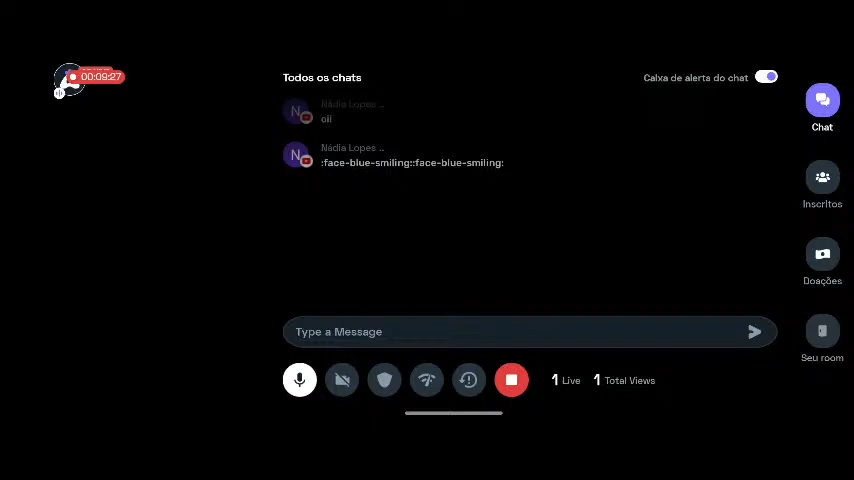 00:09:27
Todos os chats
Caixa de alerta do chat
Nádia Lopes ..
oii
Nádia Lopes ..
:face-blue-smiling::face-blue-smiling:
Chat
Inscritos
Doações
Seu room
Type a Message
1 Live
1 Total Views